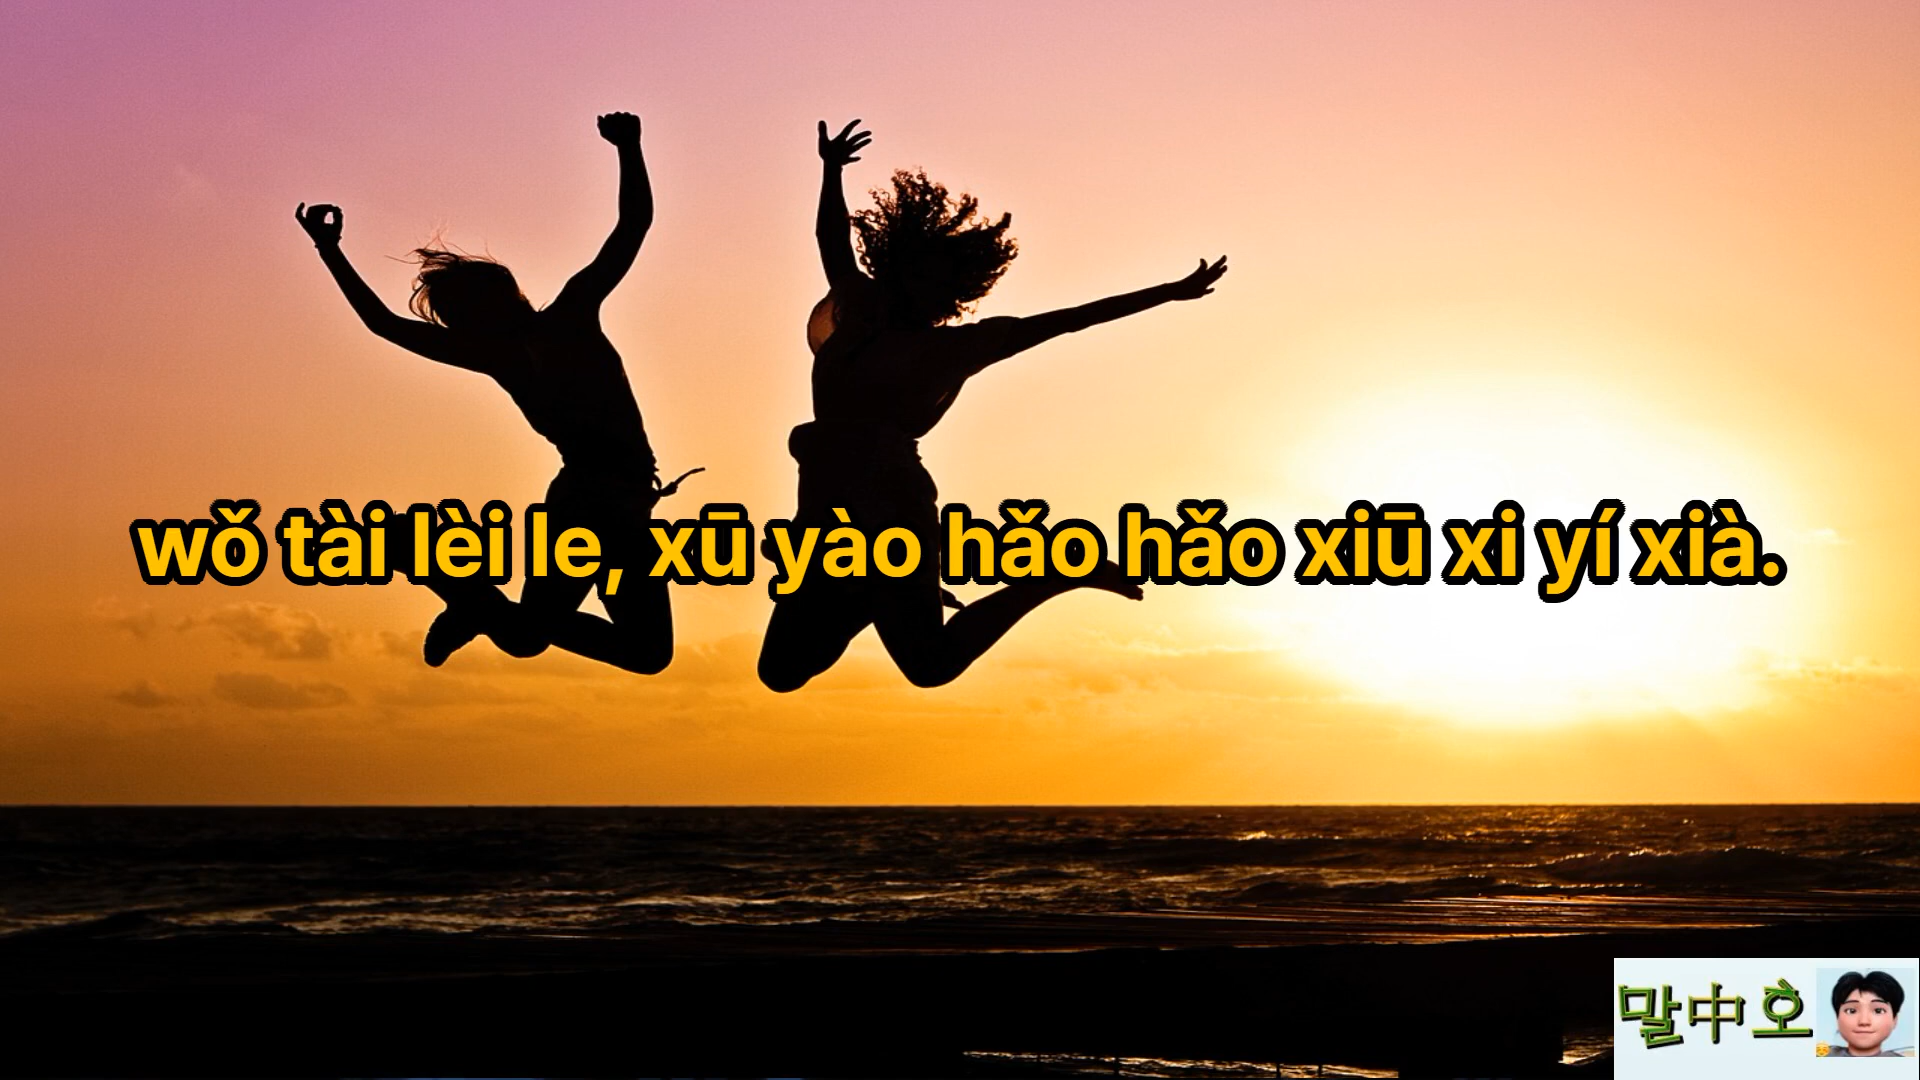 wǒ tài lèi le, xū yào hǎo hǎo xiū xi yí xià.
말中호